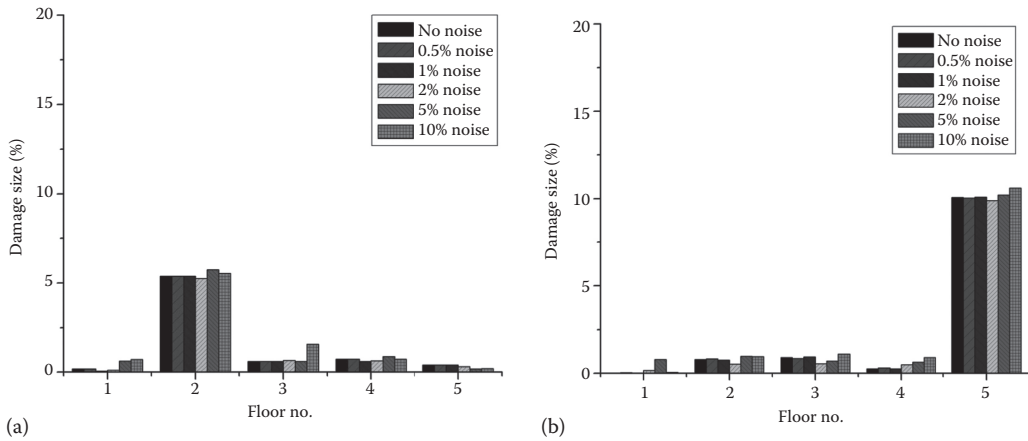 20
15
10
5
0
Damage size (%)
No noise
0.5% noise
1% noise
2% noise
5% noise
10% noise
1 2 3 4 5
Floor no.
(a)
20
15
10
5
0
Damage size (%)
No noise
0.5% noise
1% noise
2% noise
5% noise
10% noise
1 2 3 4 5
Floor no.
(b)